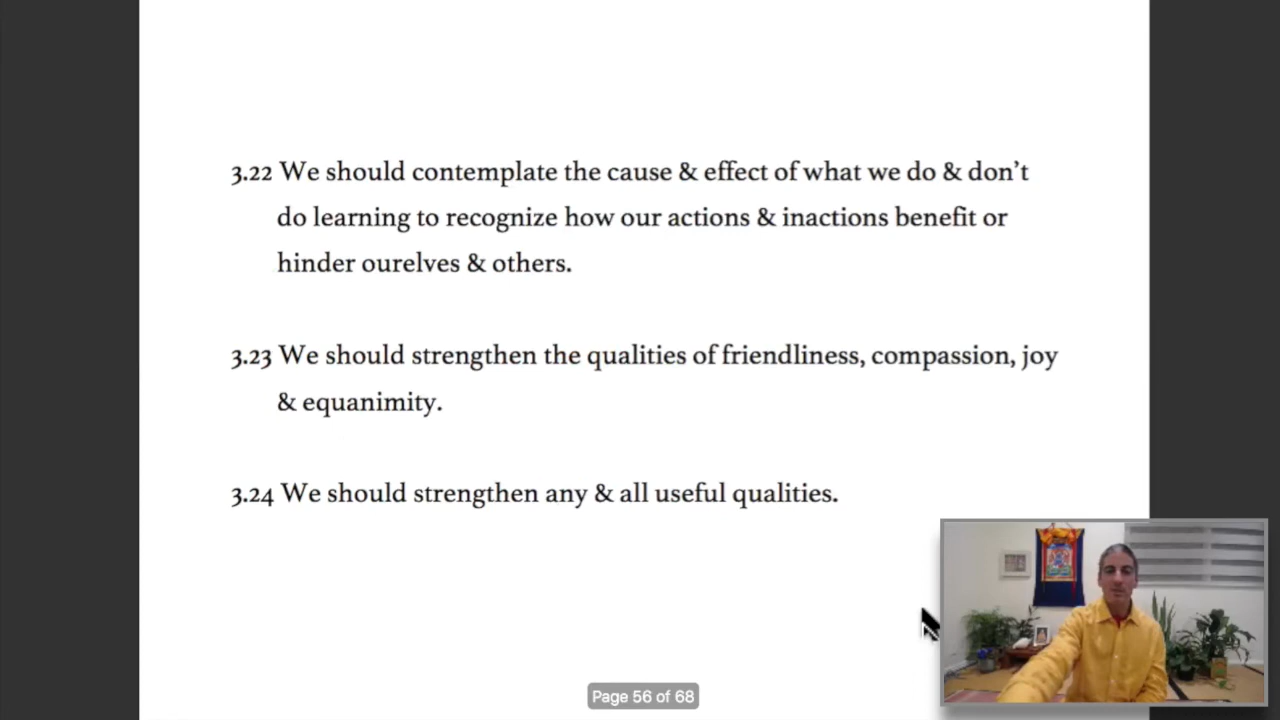 3.22 We should contemplate the cause & effect of what we do & don’t
do learning to recognize how our actions & inactions benefit or
hinder ourelves & others.
3.23 We should strengthen the qualities of friendliness, compassion, joy
& equanimity.
3.24 We should strengthen any & all useful qualities.
Page 56 of 68